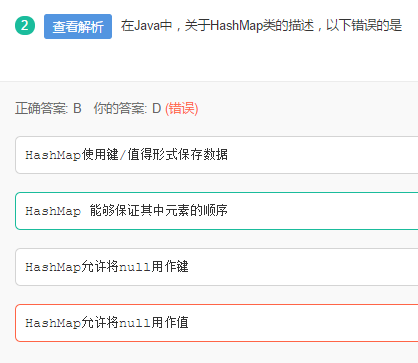 2 查看解析 在Java中，关于HashMap类的描述，以下错误的是
正确答案: B 你的答案: D (错误)
HashMap使用键/值得形式保存数据
HashMap 能够保证其中元素的顺序
HashMap允许将null用作键
HashMap允许将null用作值